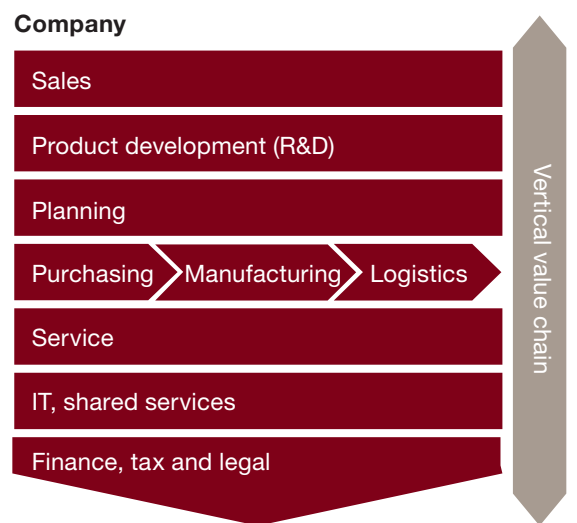 Company
Sales
Product development (R&D)
Planning
Purchasing
Manufacturing
Logistics
Service
IT, shared services
Finance, tax and legal
Vertical value chain